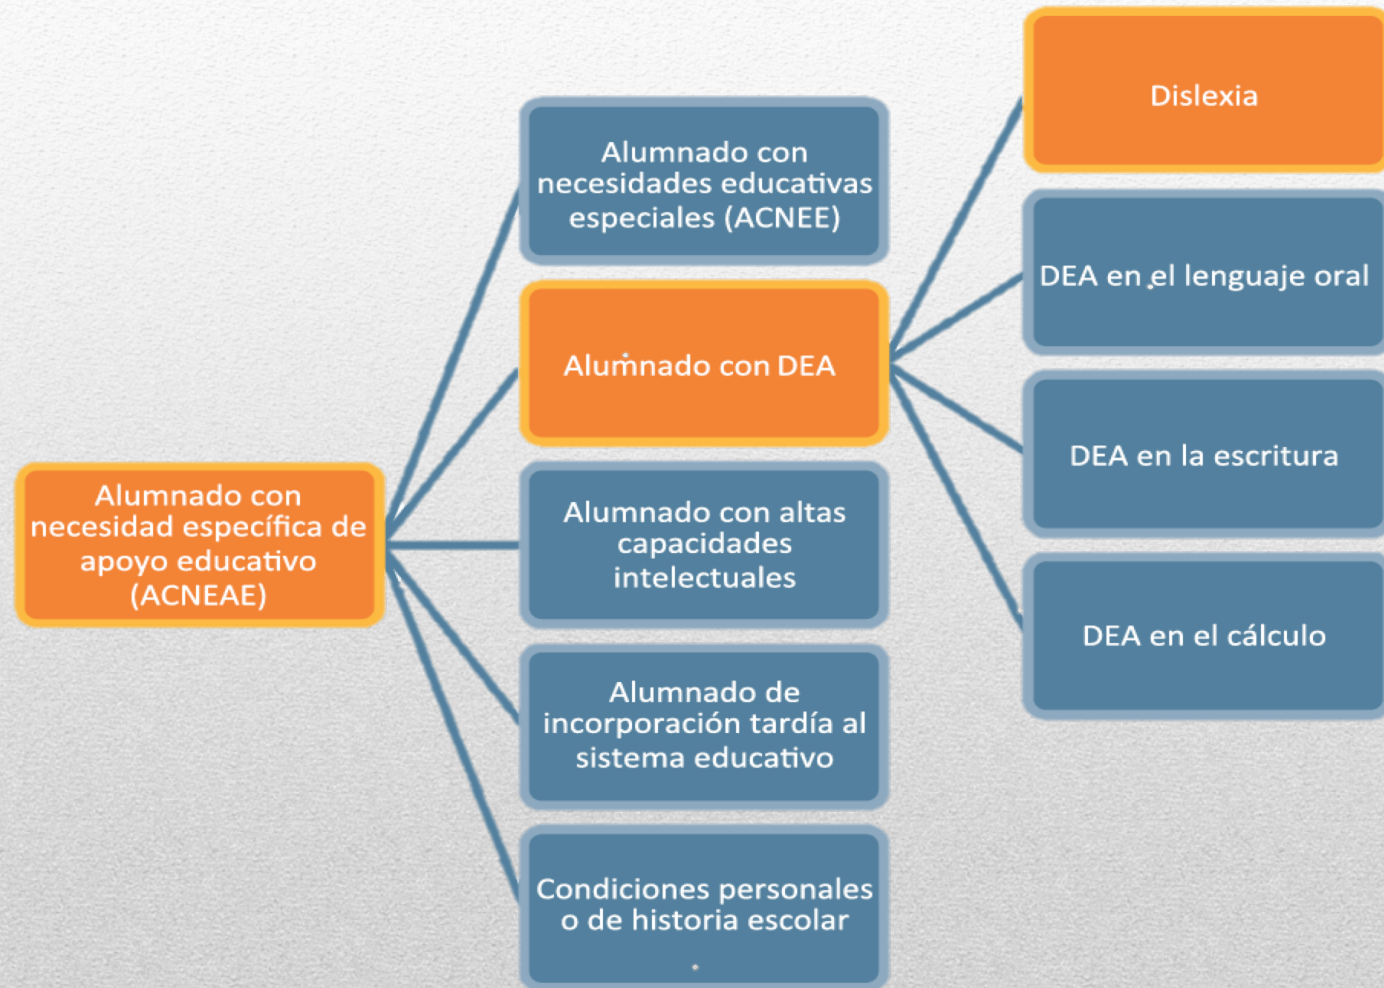 Alumnado con
necesidad específica de
apoyo educativo
(ACNEAE)
Alumnado con
necesidades educativas
especiales (ACNEE)
Alumnado con DEA
Alumnado con altas
capacidades
intelectuales
Alumnado de
incorporación tardía al
sistema educativo
Condiciones personales
o de historia escolar
.
Dislexia
DEA en el lenguaje oral
DEA en la escritura
DEA en el cálculo